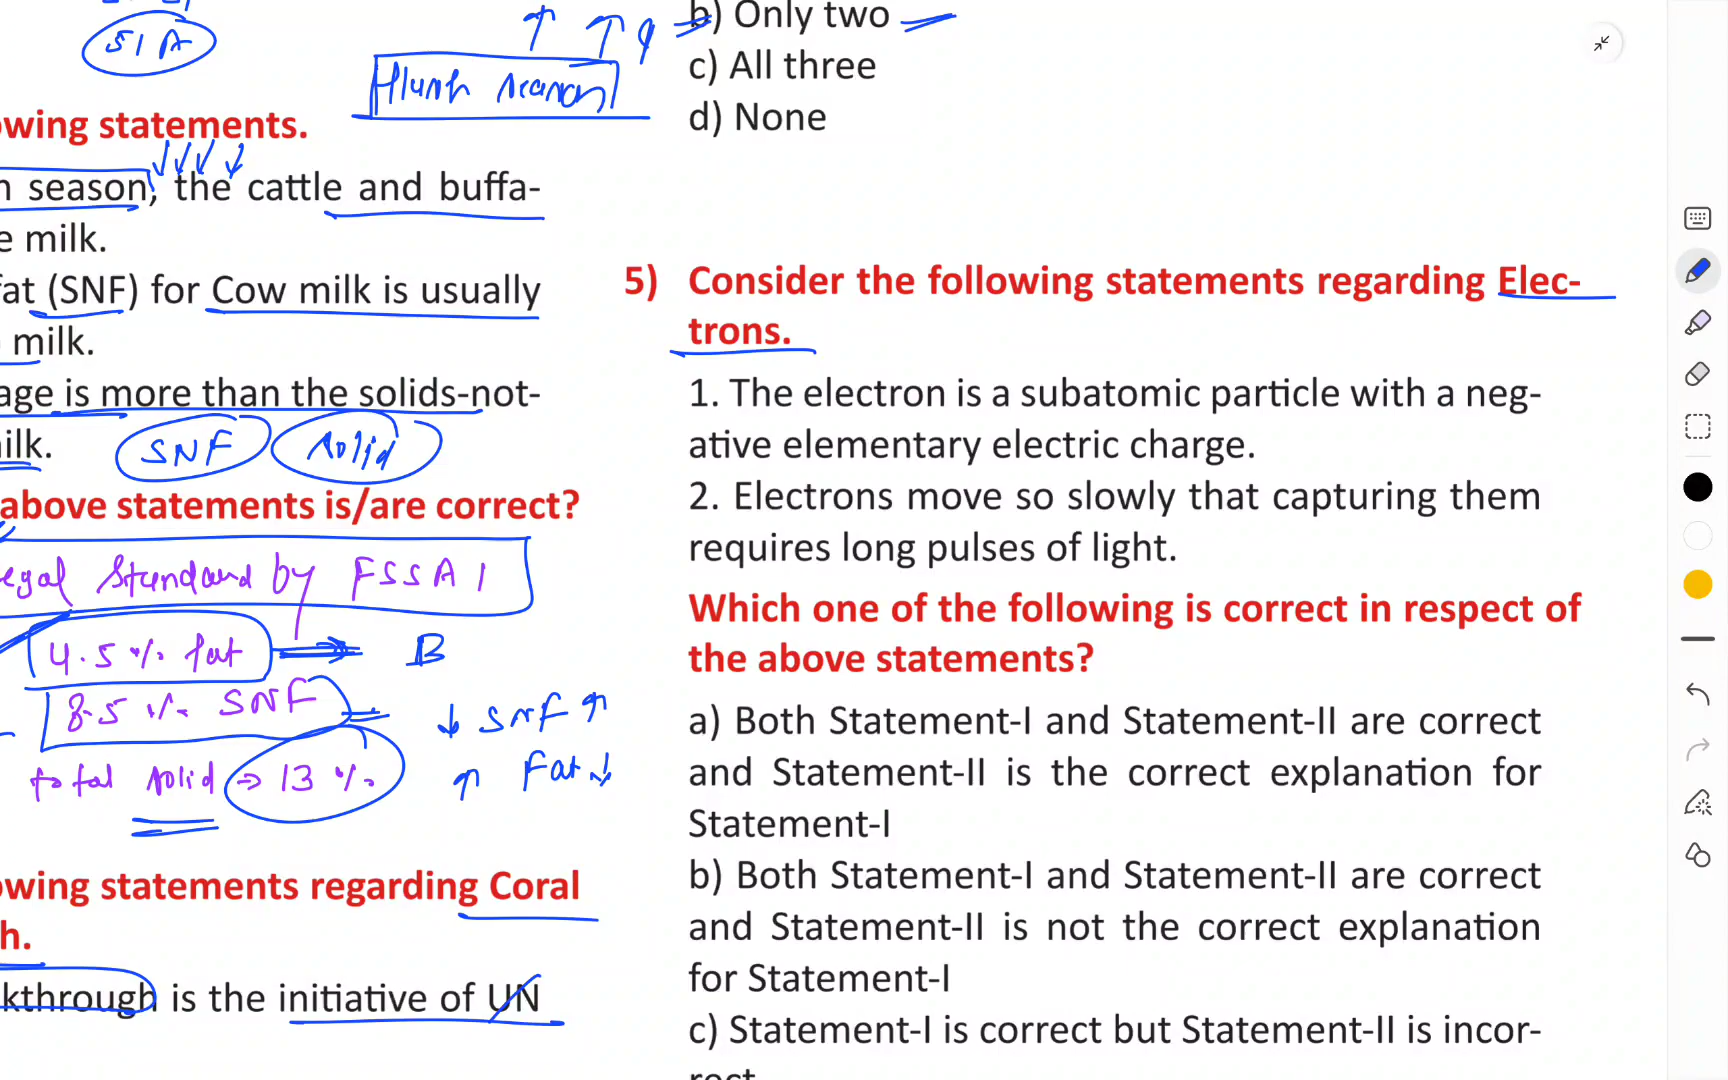 51 A
Flush season
owing statements.
n season, the cattle and buffa-
e milk.
fat (SNF) for Cow milk is usually
milk.
age is more than the solids-not-
ilk.
SNF
solid
above statements is/are correct?
egal standard by FSSAI
4.5 % fat
B
8.5 % SNF
↓ SNF ↑
total solid → 13 %
↑ Fat ↓
owing statements regarding Coral
h.
kthrough is the initiative of UN
b) Only two
c) All three
d) None
5) Consider the following statements regarding Elec-
trons.
1. The electron is a subatomic particle with a neg-
ative elementary electric charge.
2. Electrons move so slowly that capturing them
requires long pulses of light.
Which one of the following is correct in respect of
the above statements?
a) Both Statement-I and Statement-II are correct
and Statement-II is the correct explanation for
Statement-I
b) Both Statement-I and Statement-II are correct
and Statement-II is not the correct explanation
for Statement-I
c) Statement-I is correct but Statement-II is incor-
rect